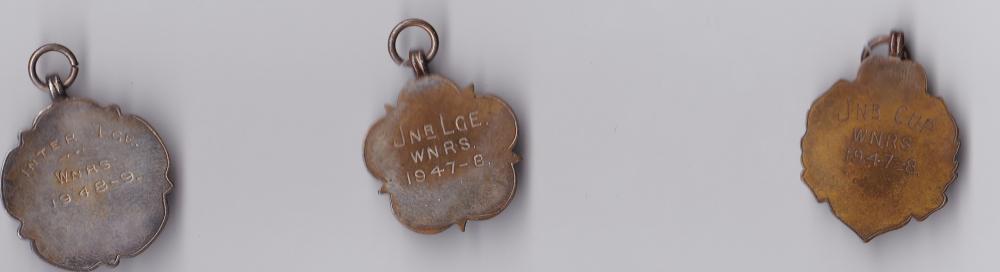 INTER LGE.
WNRS
1948-9.
JNR LGE.
WNRS.
1947-8.
JNR CUP
WNRS
1947-8.